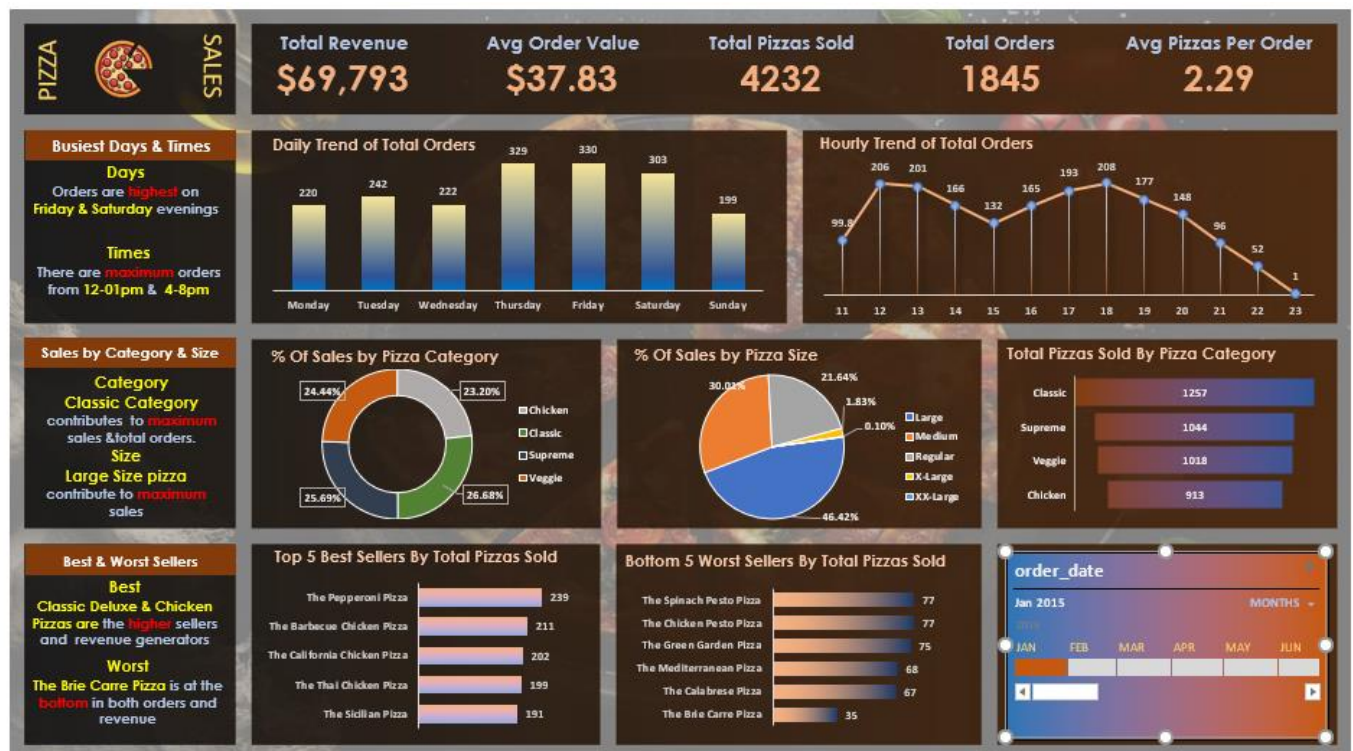 PIZZA
SALES
Total Revenue
$69,793
Avg Order Value
$37.83
Total Pizzas Sold
4232
Total Orders
1845
Avg Pizzas Per Order
2.29
Busiest Days & Times
Days
Orders are highest on
Friday & Saturday evenings
Times
There are maximum orders
from 12-01pm & 4-8pm
Daily Trend of Total Orders
220
242
222
329
330
303
199
Monday
Tuesday
Wednesday
Thursday
Friday
Saturday
Sunday
Hourly Trend of Total Orders
99.8
206
201
166
132
165
193
208
177
148
96
52
1
11
12
13
14
15
16
17
18
19
20
21
22
23
Sales by Category & Size
Category
Classic Category
contributes to maximum
sales &total orders.
Size
Large Size pizza
contribute to maximum
sales
% Of Sales by Pizza Category
24.44%
23.20%
25.69%
26.68%
Chicken
Classic
Supreme
Veggie
% Of Sales by Pizza Size
30.01%
21.64%
1.83%
0.10%
46.42%
Large
Medium
Regular
X-Large
XX-Large
Total Pizzas Sold By Pizza Category
Classic 1257
Supreme 1044
Veggie 1018
Chicken 913
Best & Worst Sellers
Best
Classic Deluxe & Chicken
Pizzas are the higher sellers
and revenue generators
Worst
The Brie Carre Pizza is at the
bottom in both orders and
revenue
Top 5 Best Sellers By Total Pizzas Sold
The Pepperoni Pizza 239
The Barbecue Chicken Pizza 211
The California Chicken Pizza 202
The Thai Chicken Pizza 199
The Sicilian Pizza 191
Bottom 5 Worst Sellers By Total Pizzas Sold
The Spinach Pesto Pizza 77
The Chicken Pesto Pizza 77
The Green Garden Pizza 75
The Mediterranean Pizza 68
The Calabrese Pizza 67
The Brie Carre Pizza 35
order_date
Jan 2015 MONTHS
2015
JAN FEB MAR APR MAY JUN